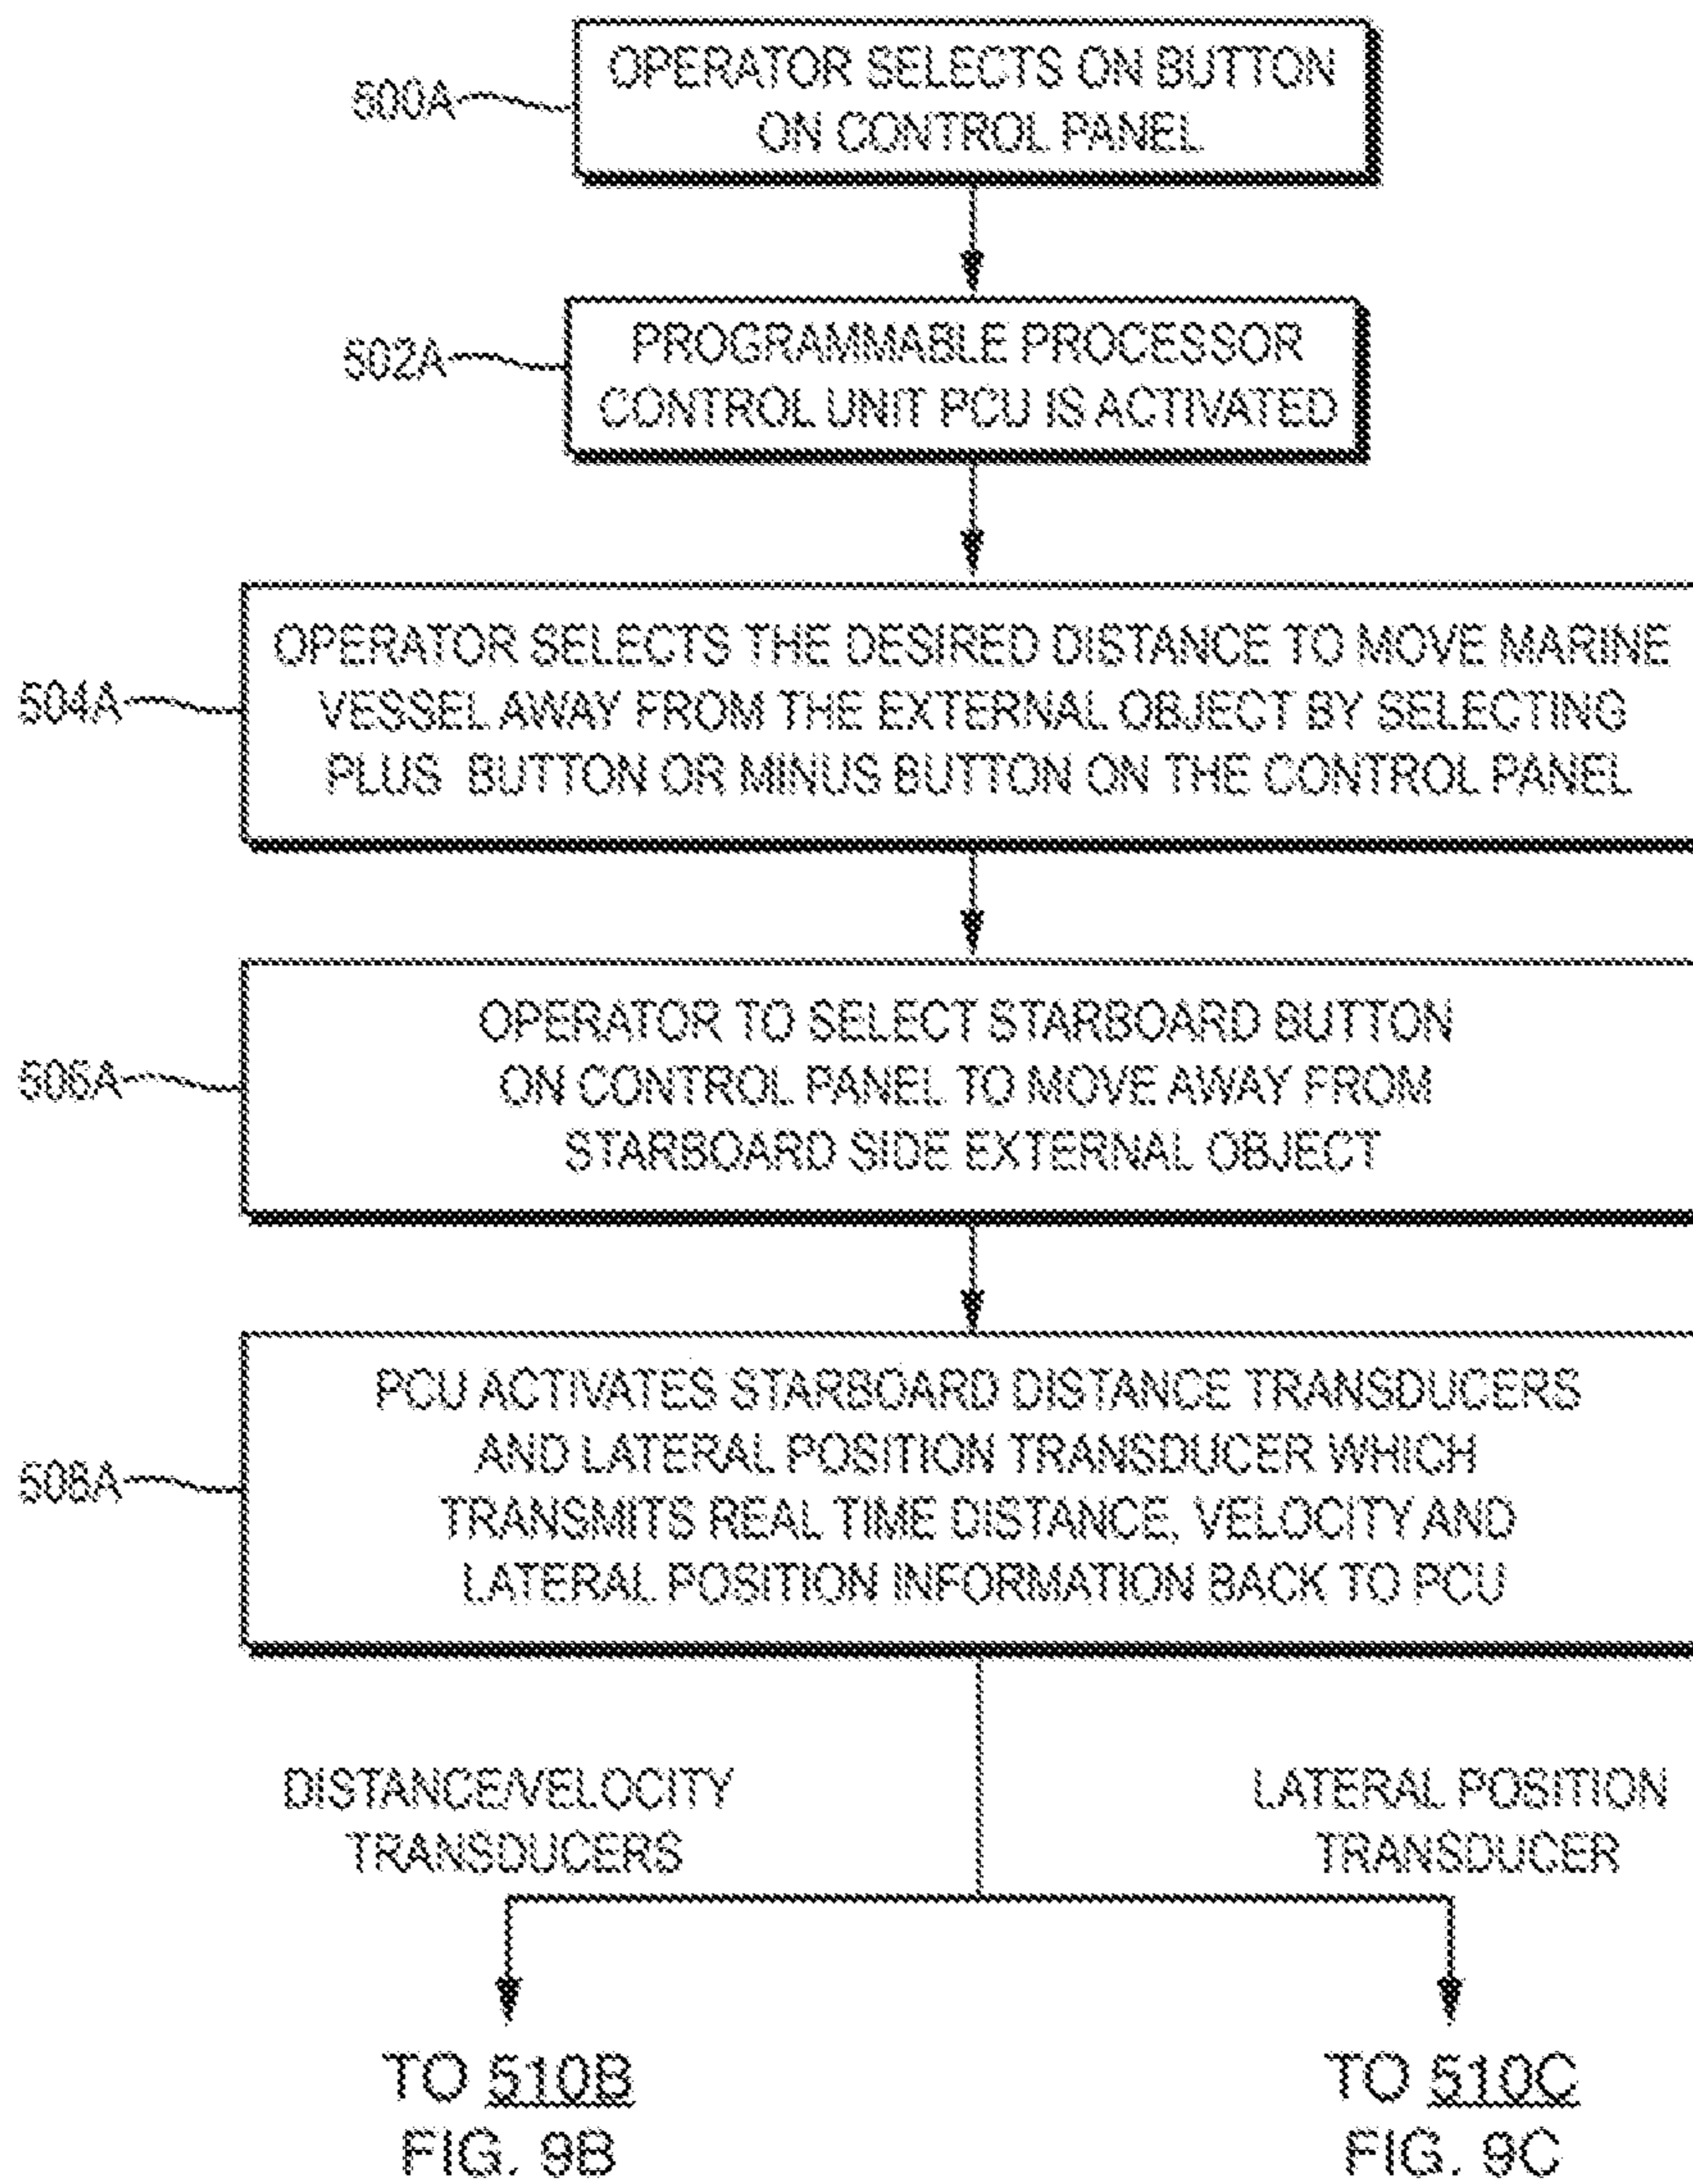 500A
OPERATOR SELECTS ON BUTTON
ON CONTROL PANEL
502A
PROGRAMMABLE PROCESSOR
CONTROL UNIT PCU IS ACTIVATED
504A
OPERATOR SELECTS THE DESIRED DISTANCE TO MOVE MARINE
VESSEL AWAY FROM THE EXTERNAL OBJECT BY SELECTING
PLUS BUTTON OR MINUS BUTTON ON THE CONTROL PANEL
506A
OPERATOR TO SELECT STARBOARD BUTTON
ON CONTROL PANEL TO MOVE AWAY FROM
STARBOARD SIDE EXTERNAL OBJECT
508A
PCU ACTIVATES STARBOARD DISTANCE TRANSDUCERS
AND LATERAL POSITION TRANSDUCER WHICH
TRANSMITS REAL TIME DISTANCE, VELOCITY AND
LATERAL POSITION INFORMATION BACK TO PCU
DISTANCE/VELOCITY
TRANSDUCERS
LATERAL POSITION
TRANSDUCER
TO 510B
FIG. 9B
TO 510C
FIG. 9C